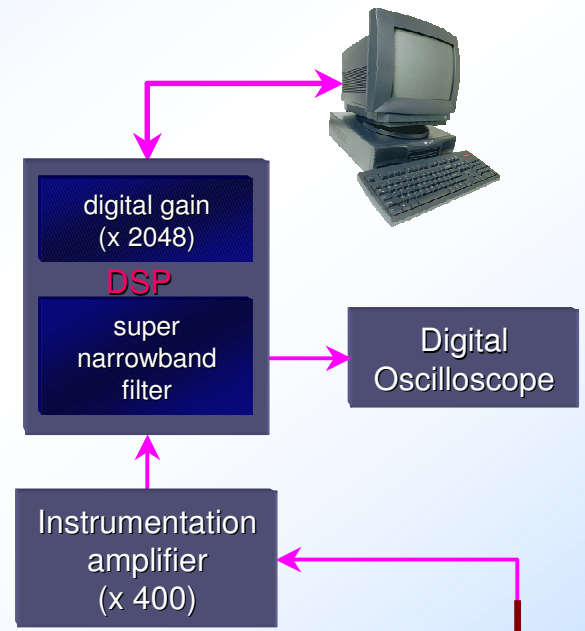 digital gain
(x 2048)
DSP
super
narrowband
filter
Digital
Oscilloscope
Instrumentation
amplifier
(x 400)